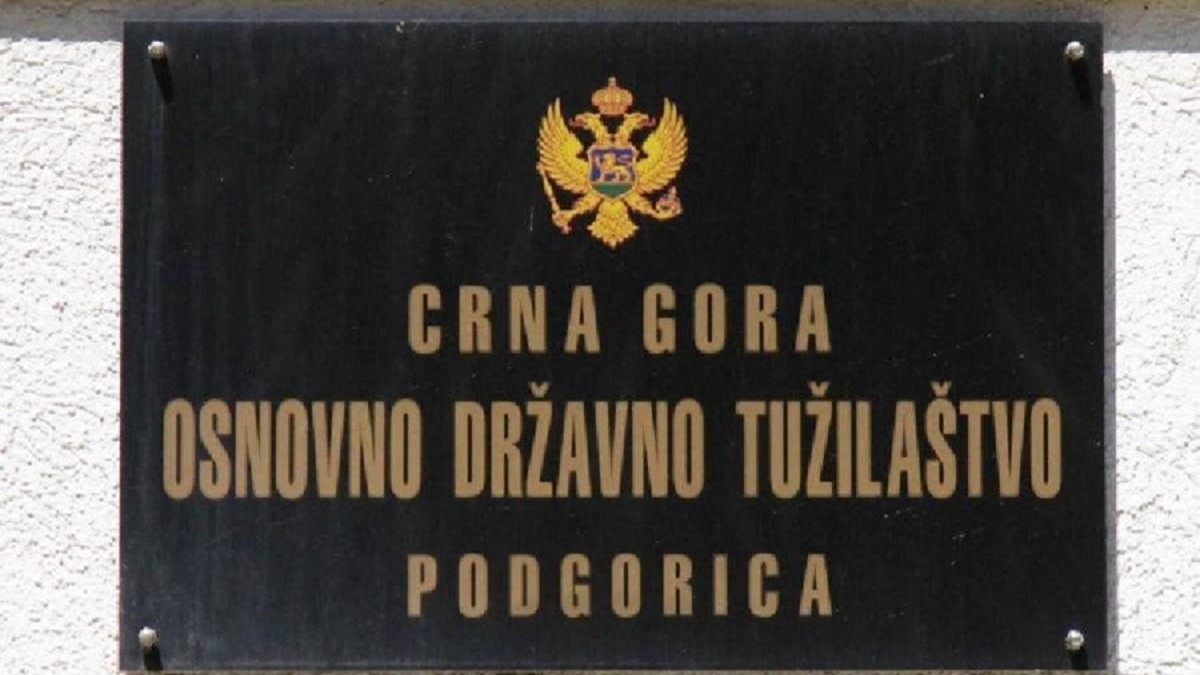 CRNA GORA
OSNOVNO DRŽAVNO TUŽILAŠTVO
PODGORICA